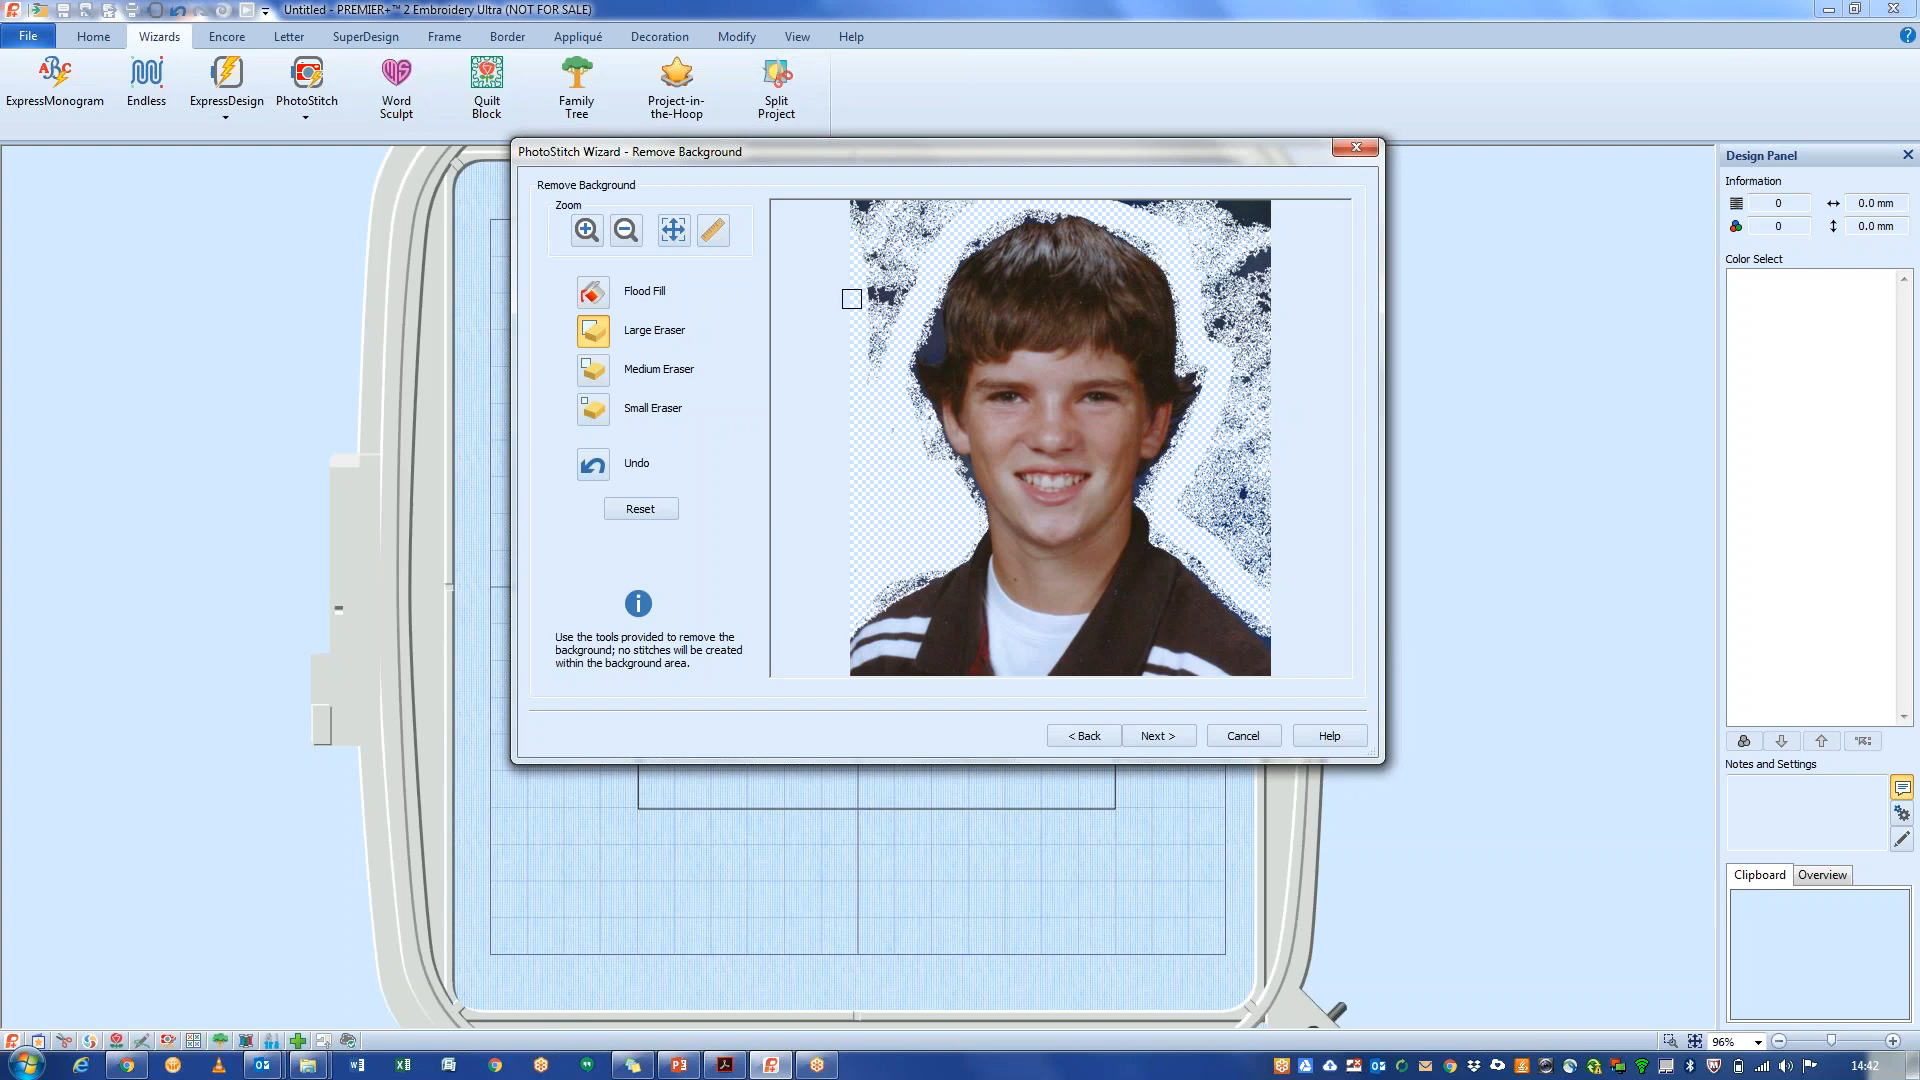 Untitled - PREMIER+™ 2 Embroidery Ultra (NOT FOR SALE)
File Home Wizards Encore Letter SuperDesign Frame Border Appliqué Decoration Modify View Help
ExpressMonogram Endless ExpressDesign PhotoStitch Word Sculpt Quilt Block Family Tree Project-in-the-Hoop Split Project
PhotoStitch Wizard - Remove Background
Remove Background
Zoom
Flood Fill
Large Eraser
Medium Eraser
Small Eraser
Undo
Reset
Use the tools provided to remove the
background; no stitches will be created
within the background area.
< Back Next > Cancel Help
Design Panel
Information
0 0.0 mm
0 0.0 mm
Color Select
Notes and Settings
Clipboard Overview
96%
14:42